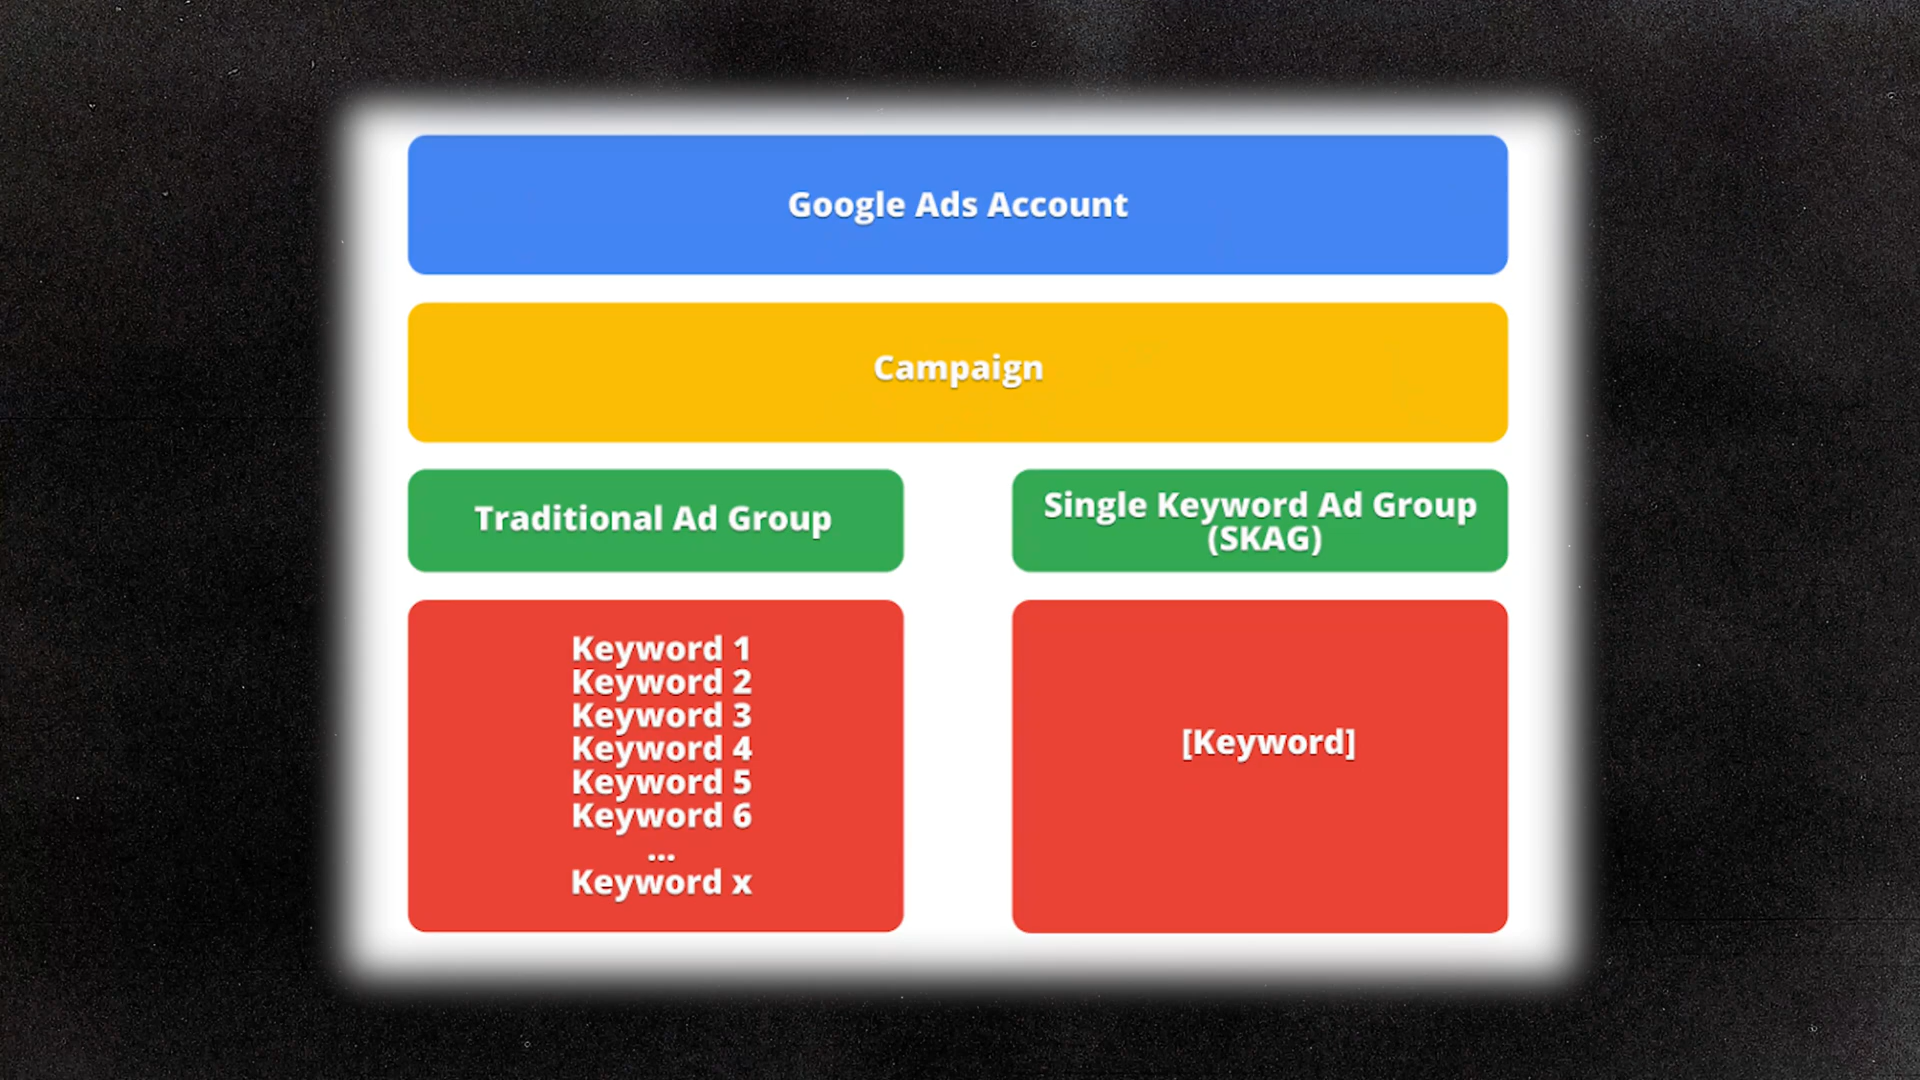 Google Ads Account
Campaign
Traditional Ad Group
Keyword 1
Keyword 2
Keyword 3
Keyword 4
Keyword 5
Keyword 6
...
Keyword x
Single Keyword Ad Group
(SKAG)
[Keyword]